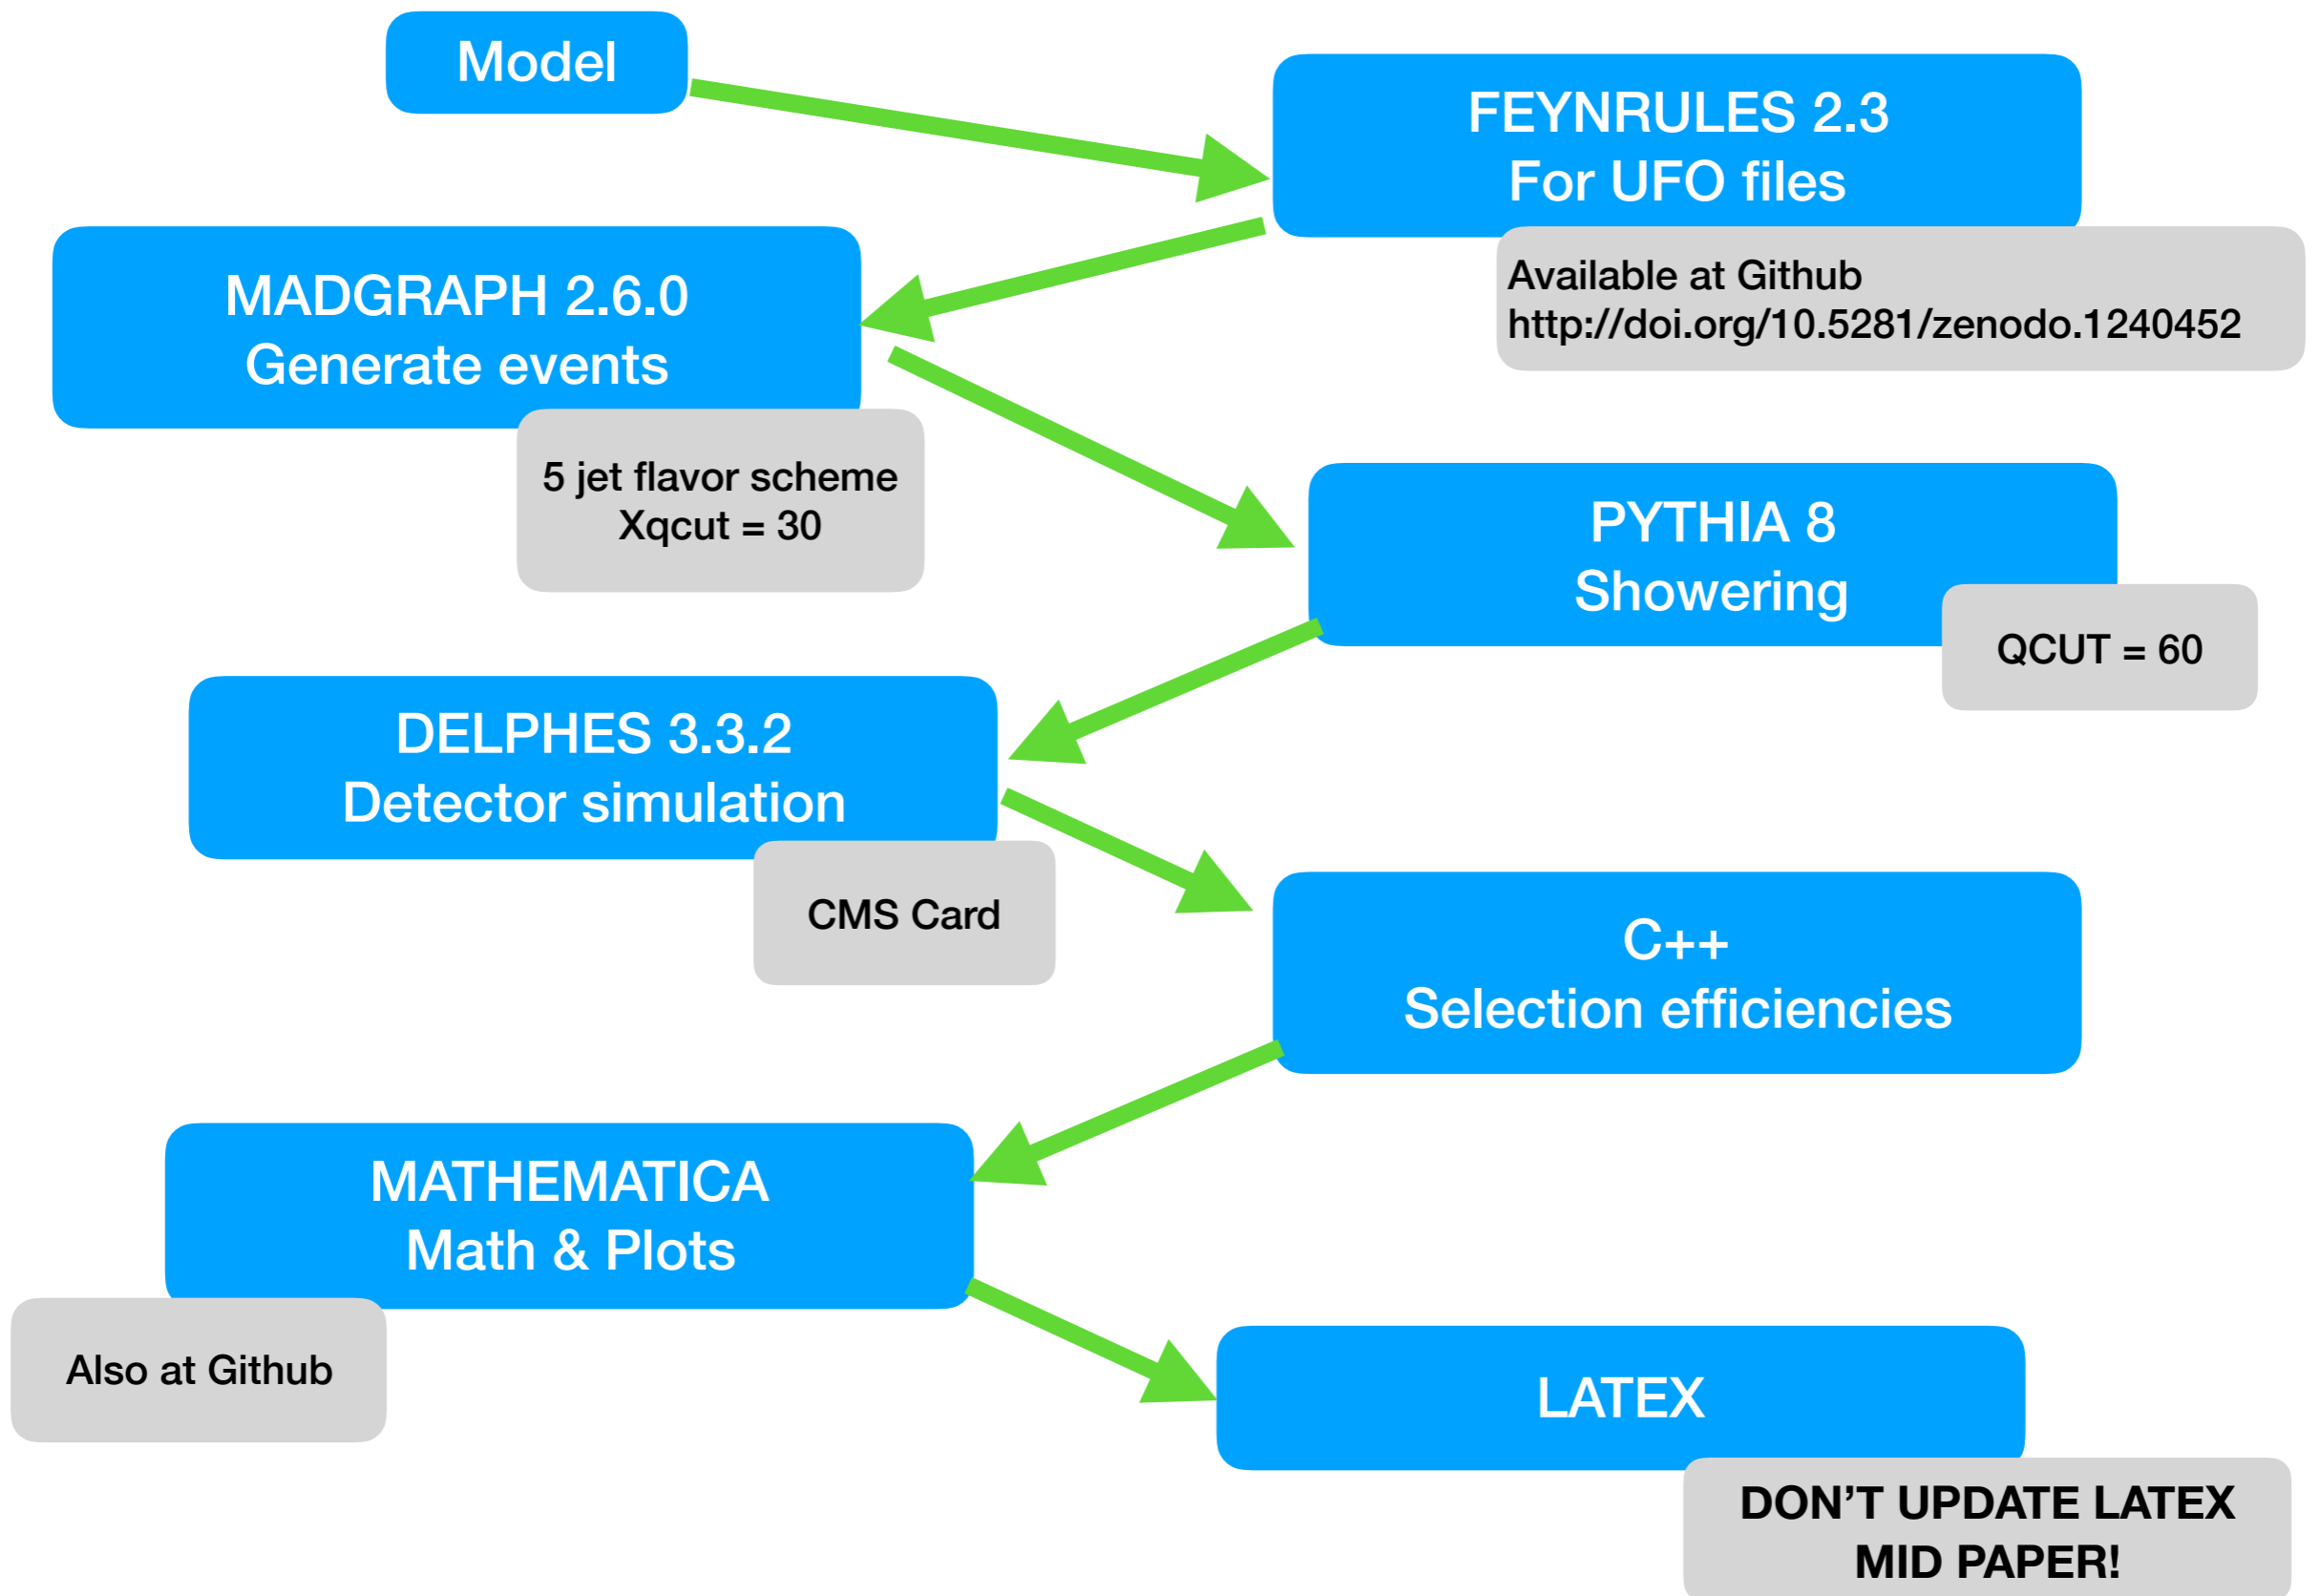 Model
FEYNRULES 2.3
For UFO files
Available at Github
http://doi.org/10.5281/zenodo.1240452
MADGRAPH 2.6.0
Generate events
5 jet flavor scheme
Xqcut = 30
PYTHIA 8
Showering
QCUT = 60
DELPHES 3.3.2
Detector simulation
CMS Card
C++
Selection efficiencies
MATHEMATICA
Math & Plots
Also at Github
LATEX
DON’T UPDATE LATEX
MID PAPER!